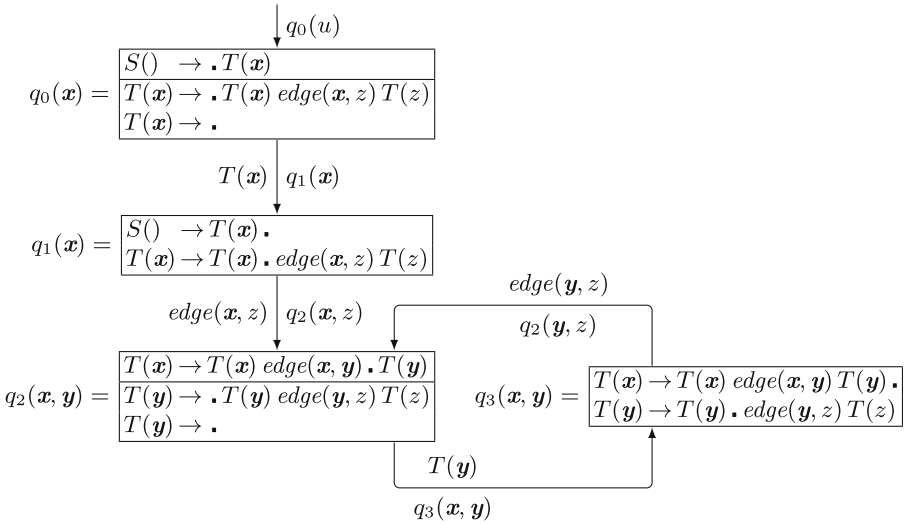 q₀(u)
q₀(x) =
S() → . T(x)
T(x) → . T(x) edge(x, z) T(z)
T(x) → .
T(x) q₁(x)
q₁(x) =
S() → T(x) .
T(x) → T(x) . edge(x, z) T(z)
edge(x, z) q₂(x, z)
edge(y, z)
q₂(y, z)
q₂(x, y) =
T(x) → T(x) edge(x, y) . T(y)
T(y) → . T(y) edge(y, z) T(z)
T(y) → .
q₃(x, y) =
T(x) → T(x) edge(x, y) T(y) .
T(y) → T(y) . edge(y, z) T(z)
T(y)
q₃(x, y)